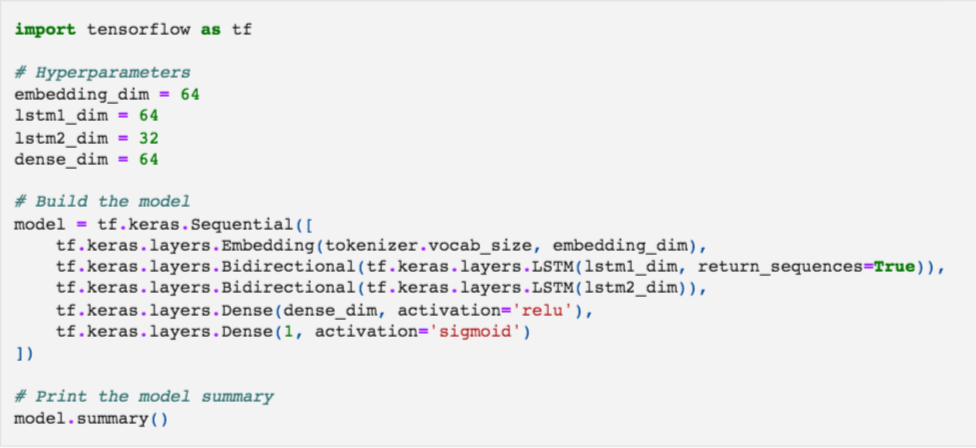 import tensorflow as tf
# Hyperparameters
embedding_dim = 64
lstm1_dim = 64
lstm2_dim = 32
dense_dim = 64
# Build the model
model = tf.keras.Sequential([
    tf.keras.layers.Embedding(tokenizer.vocab_size, embedding_dim),
    tf.keras.layers.Bidirectional(tf.keras.layers.LSTM(lstm1_dim, return_sequences=True)),
    tf.keras.layers.Bidirectional(tf.keras.layers.LSTM(lstm2_dim)),
    tf.keras.layers.Dense(dense_dim, activation='relu'),
    tf.keras.layers.Dense(1, activation='sigmoid')
])
# Print the model summary
model.summary()